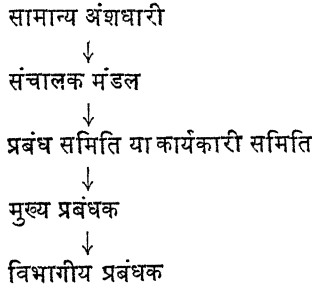 सामान्य अंशधारी
↓
संचालक मंडल
↓
प्रबंध समिति या कार्यकारी समिति
↓
मुख्य प्रबंधक
↓
विभागीय प्रबंधक